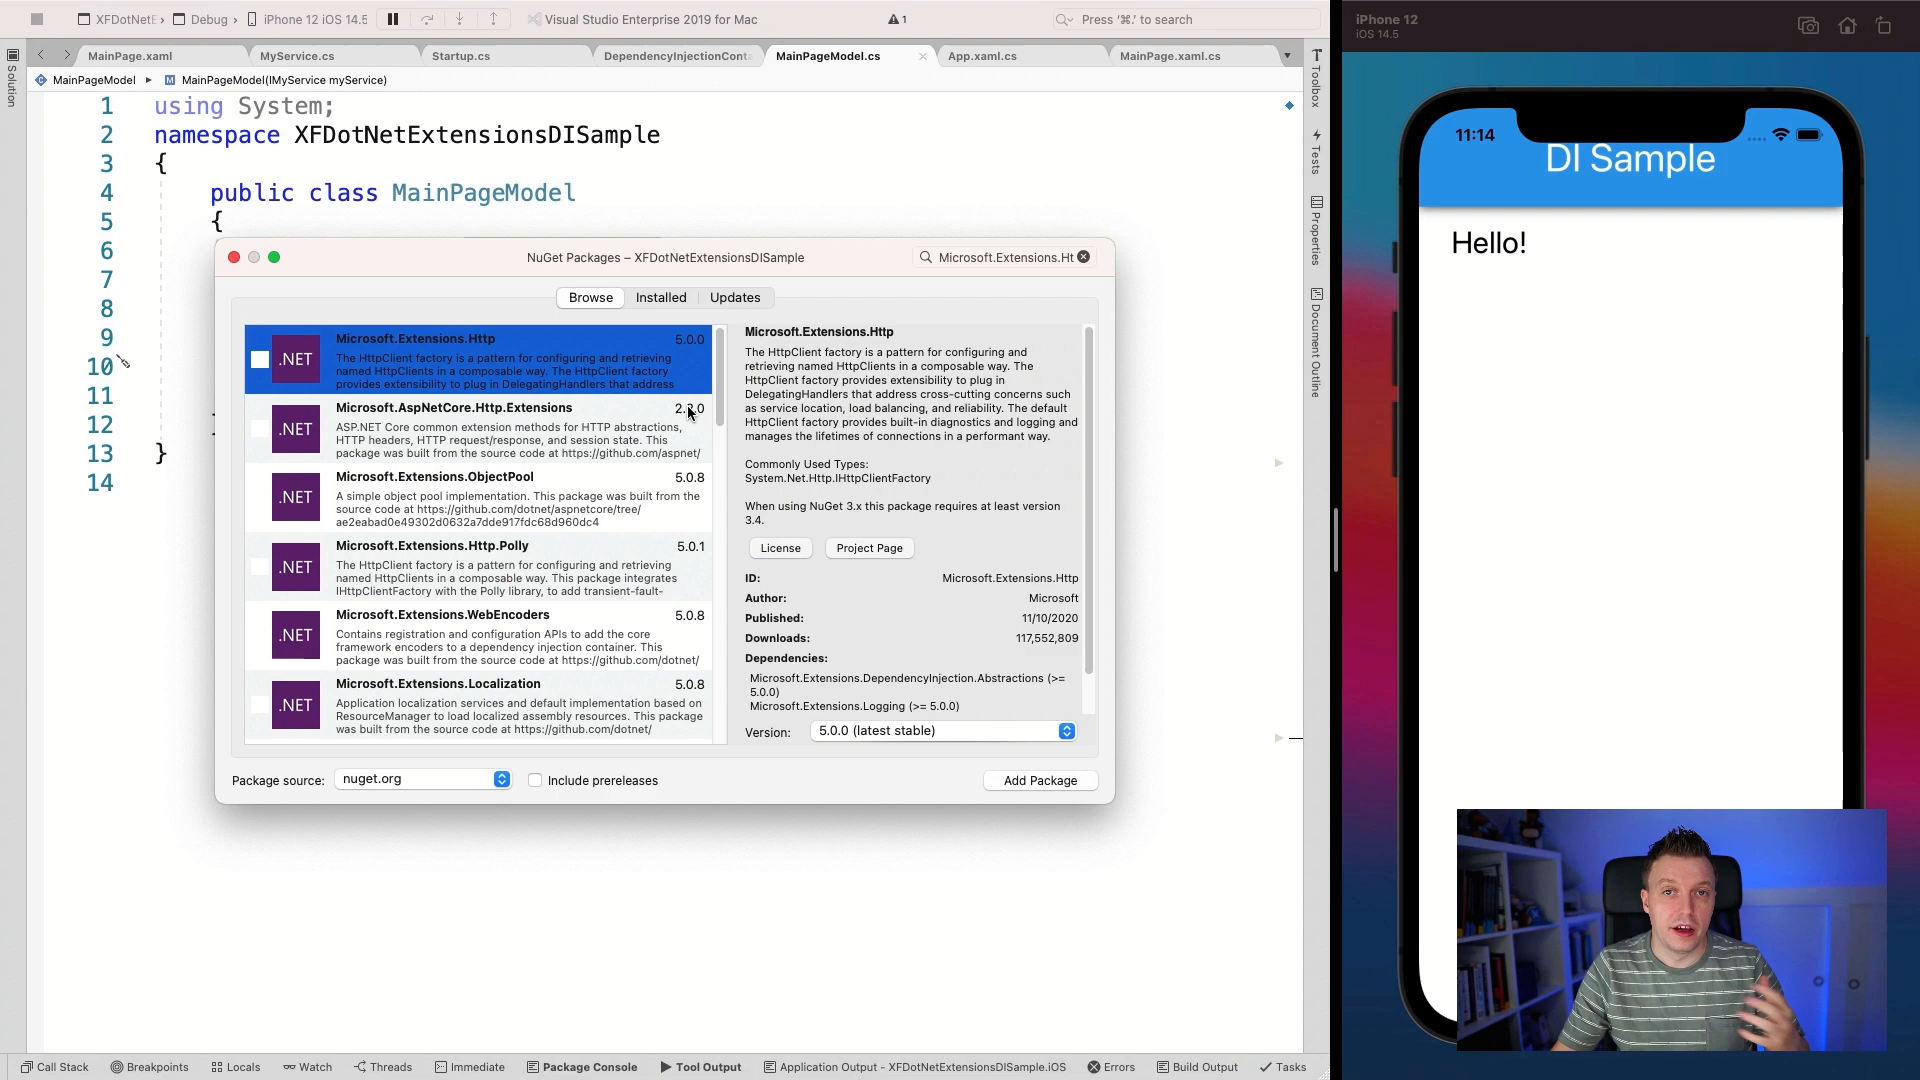 XFDotNetE
Debug
iPhone 12 iOS 14.5
Visual Studio Enterprise 2019 for Mac
1
Press ‘⌘.’ to search
Solution
MainPage.xaml
MyService.cs
Startup.cs
DependencyInjectionConta
MainPageModel.cs
App.xaml.cs
MainPage.xaml.cs
MainPageModel
MainPageModel(IMyService myService)
Toolbox
Tests
Properties
Document Outline
1 using System;
2 namespace XFDotNetExtensionsDISample
3 {
4 public class MainPageModel
5 {
6
7
8
9
10
11
12
13 }
14
NuGet Packages – XFDotNetExtensionsDISample
Microsoft.Extensions.Ht
Browse
Installed
Updates
.NET
Microsoft.Extensions.Http 5.0.0
The HttpClient factory is a pattern for configuring and retrieving
named HttpClients in a composable way. The HttpClient factory
provides extensibility to plug in DelegatingHandlers that address
.NET
Microsoft.AspNetCore.Http.Extensions
ASP.NET Core common extension methods for HTTP abstractions,
HTTP headers, HTTP request/response, and session state. This
package was built from the source code at https://github.com/aspnet/
.NET
Microsoft.Extensions.ObjectPool 5.0.8
A simple object pool implementation. This package was built from the
source code at https://github.com/dotnet/aspnetcore/tree/
ae2eabad0e49302d0632a7dde917fdc68d960dc4
.NET
Microsoft.Extensions.Http.Polly 5.0.1
The HttpClient factory is a pattern for configuring and retrieving
named HttpClients in a composable way. This package integrates
IHttpClientFactory with the Polly library, to add transient-fault-
.NET
Microsoft.Extensions.WebEncoders 5.0.8
Contains registration and configuration APIs to add the core
framework encoders to a dependency injection container. This
package was built from the source code at https://github.com/dotnet/
.NET
Microsoft.Extensions.Localization 5.0.8
Application localization services and default implementation based on
ResourceManager to load localized assembly resources. This package
was built from the source code at https://github.com/dotnet/
Microsoft.Extensions.Http
The HttpClient factory is a pattern for configuring and
retrieving named HttpClients in a composable way. The
HttpClient factory provides extensibility to plug in
DelegatingHandlers that address cross-cutting concerns such
as service location, load balancing, and reliability. The default
HttpClient factory provides built-in diagnostics and logging and
manages the lifetimes of connections in a performant way.
Commonly Used Types:
System.Net.Http.IHttpClientFactory
When using NuGet 3.x this package requires at least version
3.4.
License
Project Page
ID: Microsoft.Extensions.Http
Author: Microsoft
Published: 11/10/2020
Downloads: 117,552,809
Dependencies:
Microsoft.Extensions.DependencyInjection.Abstractions (>=
5.0.0)
Microsoft.Extensions.Logging (>= 5.0.0)
Version: 5.0.0 (latest stable)
Package source: nuget.org
Include prereleases
Add Package
Call Stack
Breakpoints
Locals
Watch
Threads
Immediate
Package Console
Tool Output
Application Output - XFDotNetExtensionsDISample.iOS
Errors
Build Output
Tasks
iPhone 12
iOS 14.5
11:14
DI Sample
Hello!